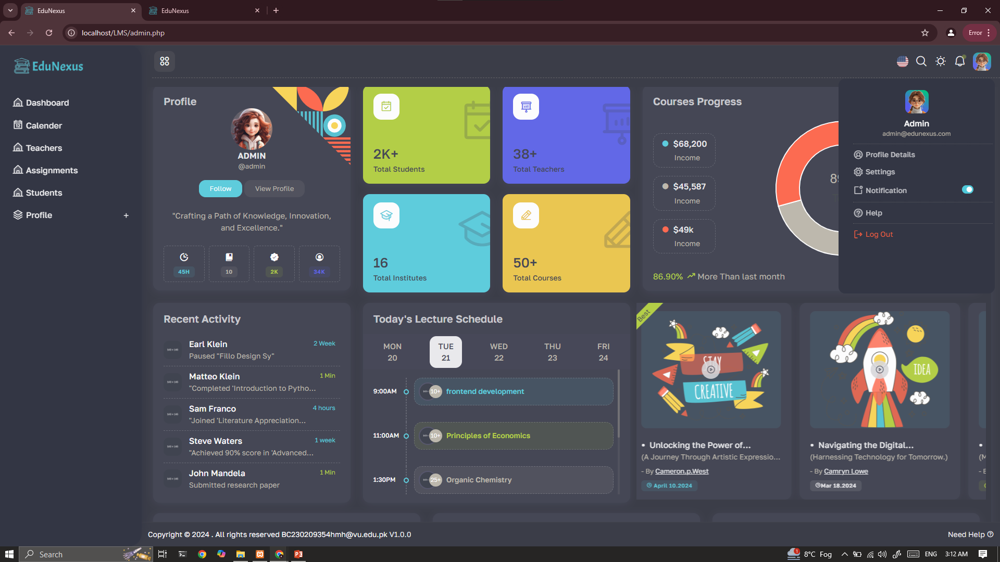 EduNexus
EduNexus
localhost/LMS/admin.php
Error
EduNexus
Dashboard
Calender
Teachers
Assignments
Students
Profile
+
Profile
ADMIN
@admin
Follow
View Profile
"Crafting a Path of Knowledge, Innovation,
and Excellence."
45H
10
2K
34K
2K+
Total Students
38+
Total Teachers
16
Total Institutes
50+
Total Courses
Courses Progress
$68,200
Income
$45,587
Income
$49k
Income
86.90% More Than last month
Admin
admin@edunexus.com
Profile Details
Settings
Notification
Help
Log Out
Recent Activity
Earl Klein
2 Week
Paused "Fillo Design Sy"
Matteo Klein
1 Min
"Completed 'Introduction to Pytho...
Sam Franco
4 hours
"Joined 'Literature Appreciation...
Steve Waters
1 week
"Achieved 90% score in 'Advanced...
John Mandela
1 Min
Submitted research paper
Today's Lecture Schedule
MON
20
TUE
21
WED
22
THU
23
FRI
24
9:00AM
10+ frontend development
11:00AM
10+ Principles of Economics
1:30PM
25+ Organic Chemistry
Best
STAY
CREATIVE
• Unlocking the Power of...
(A Journey Through Artistic Expressio...
- By Cameron.p.West
April 10.2024
IDEA
• Navigating the Digital...
(Harnessing Technology for Tomorrow.)
- By Camryn Lowe
Mar 18.2024
Copyright © 2024 . All rights reserved BC230209354hmh@vu.edu.pk V1.0.0
Need Help
Search
1
8°C Fog
ENG
3:12 AM